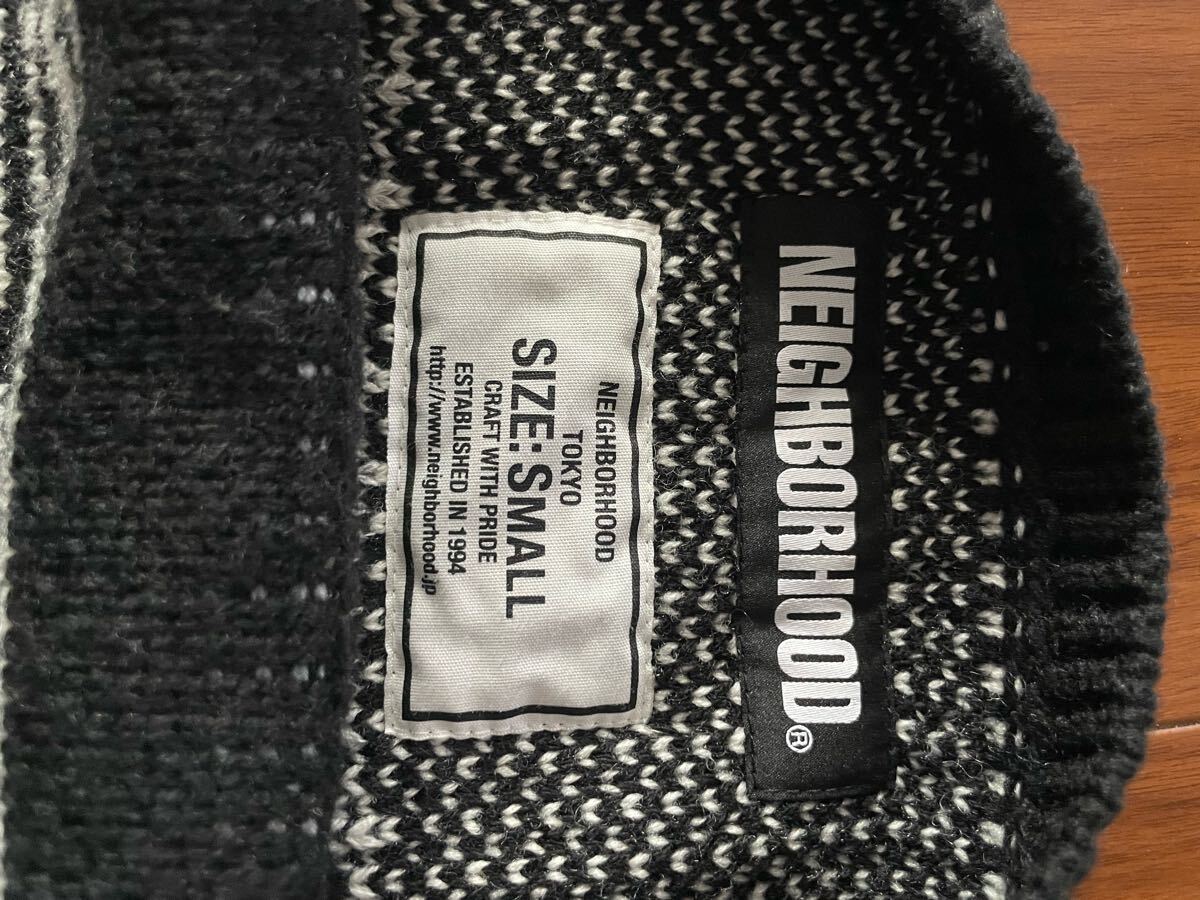 NEIGHBORHOOD®
NEIGHBORHOOD
TOKYO
SIZE:SMALL
CRAFT WITH PRIDE
ESTABLISHED IN 1994
http://www.neighborhood.jp